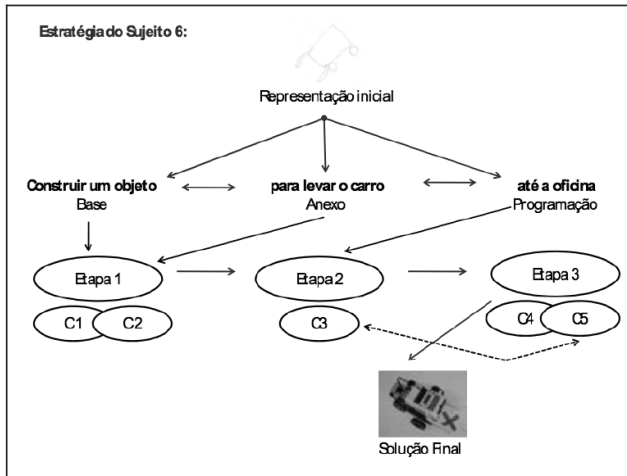 Estratégia do Sujeito 6:
Representação inicial
Construir um objeto
Base
para levar o carro
Anexo
até a oficina
Programação
Etapa 1
Etapa 2
Etapa 3
C1 C2
C3
C4 C5
Solução Final